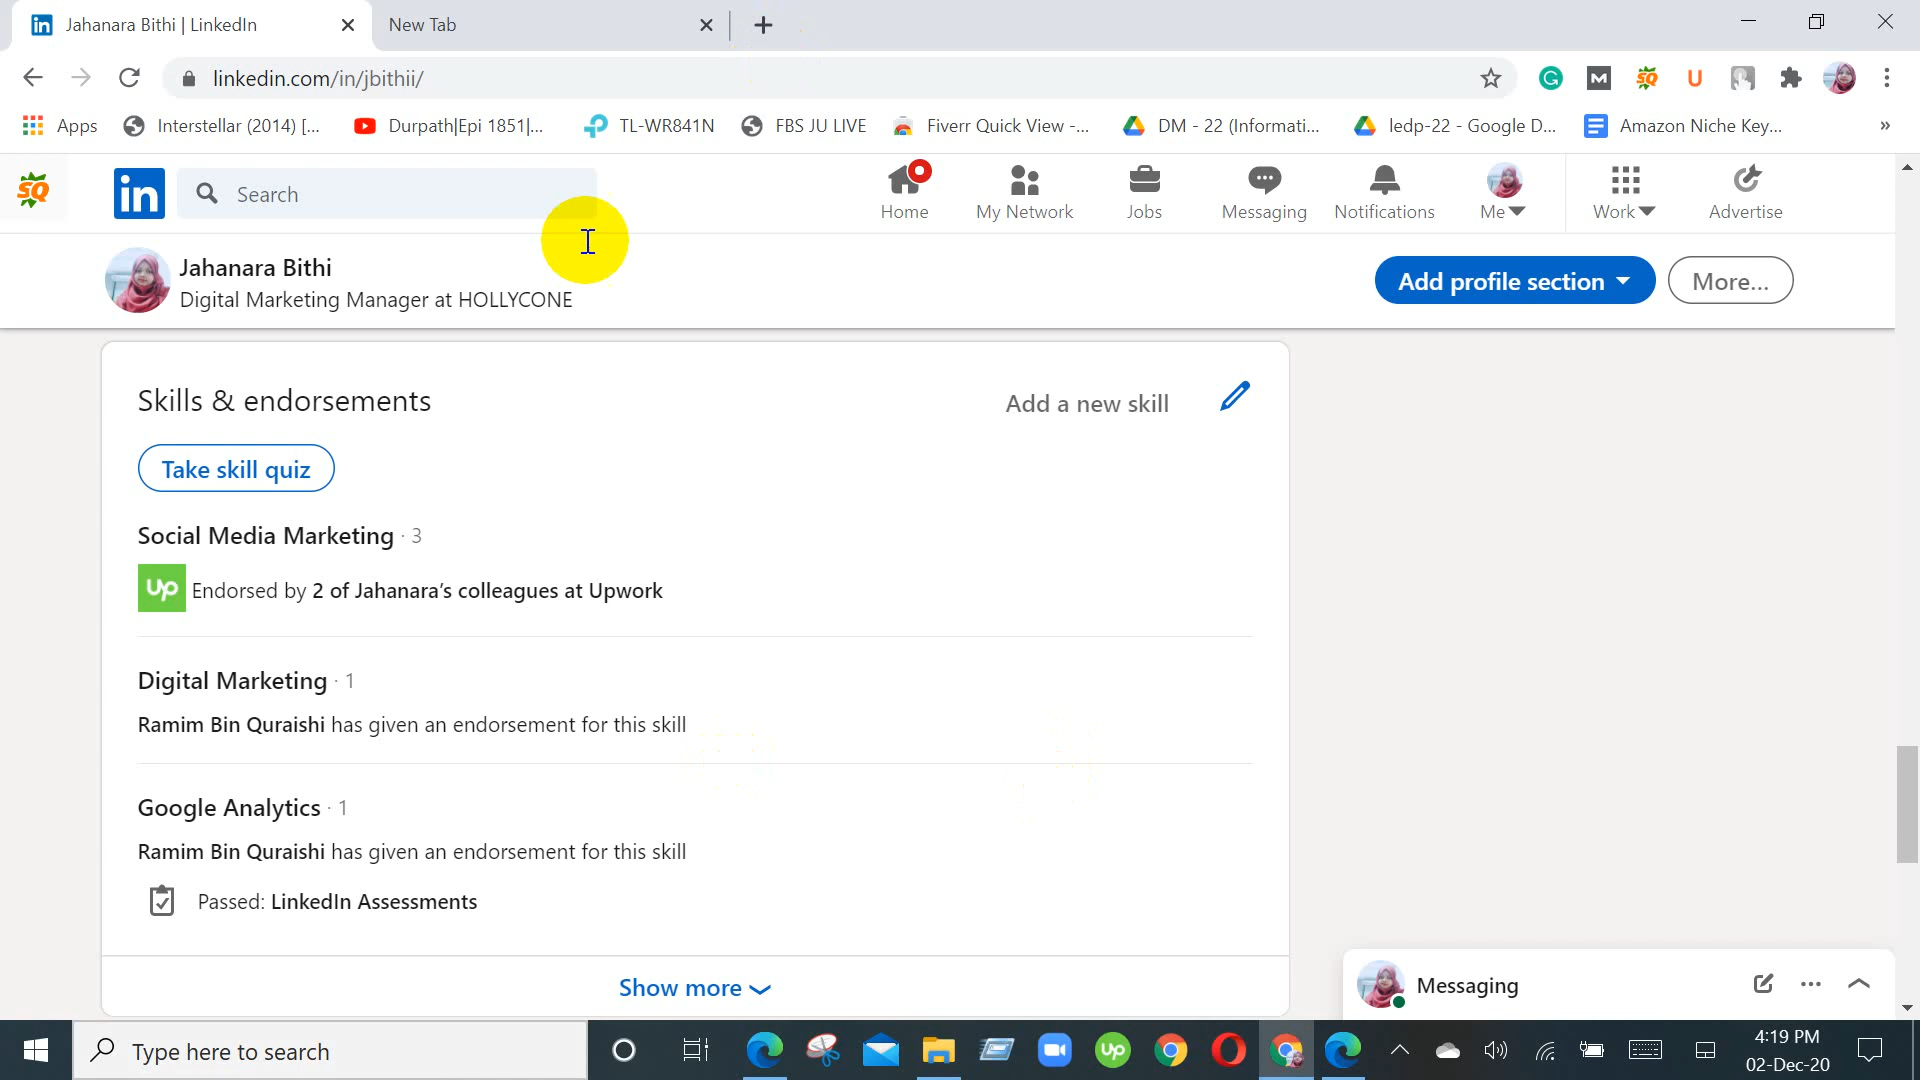 Jahanara Bithi | LinkedIn
New Tab
linkedin.com/in/jbithii/
Apps
Interstellar (2014) [...
Durpath|Epi 1851|...
TL-WR841N
FBS JU LIVE
Fiverr Quick View -...
DM - 22 (Informati...
ledp-22 - Google D...
Amazon Niche Key...
»
SQ
in
Search
Home
My Network
Jobs
Messaging
Notifications
Me
Work
Advertise
Jahanara Bithi
Digital Marketing Manager at HOLLYCONE
Add profile section
More...
Skills & endorsements
Add a new skill
Take skill quiz
Social Media Marketing · 3
Up Endorsed by 2 of Jahanara's colleagues at Upwork
Digital Marketing · 1
Ramim Bin Quraishi has given an endorsement for this skill
Google Analytics · 1
Ramim Bin Quraishi has given an endorsement for this skill
Passed: LinkedIn Assessments
Show more
Messaging
Type here to search
Up
4:19 PM
02-Dec-20